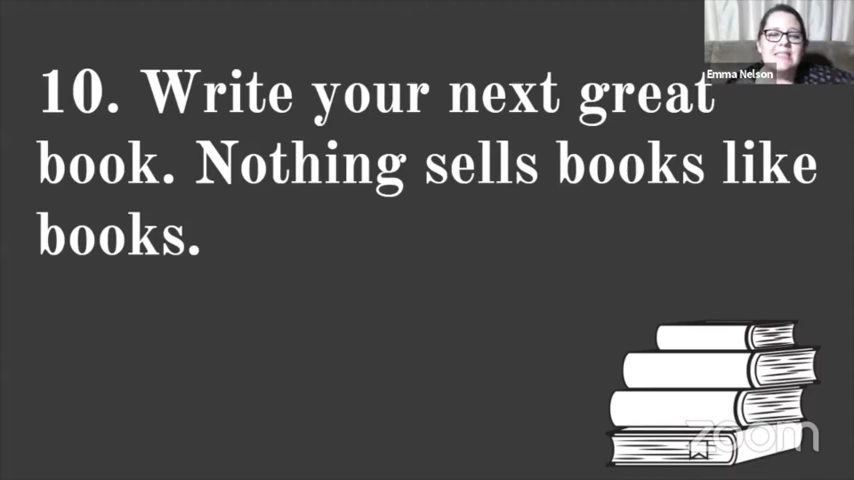 Emma Nelson
10. Write your next great
book. Nothing sells books like
books.
zoom